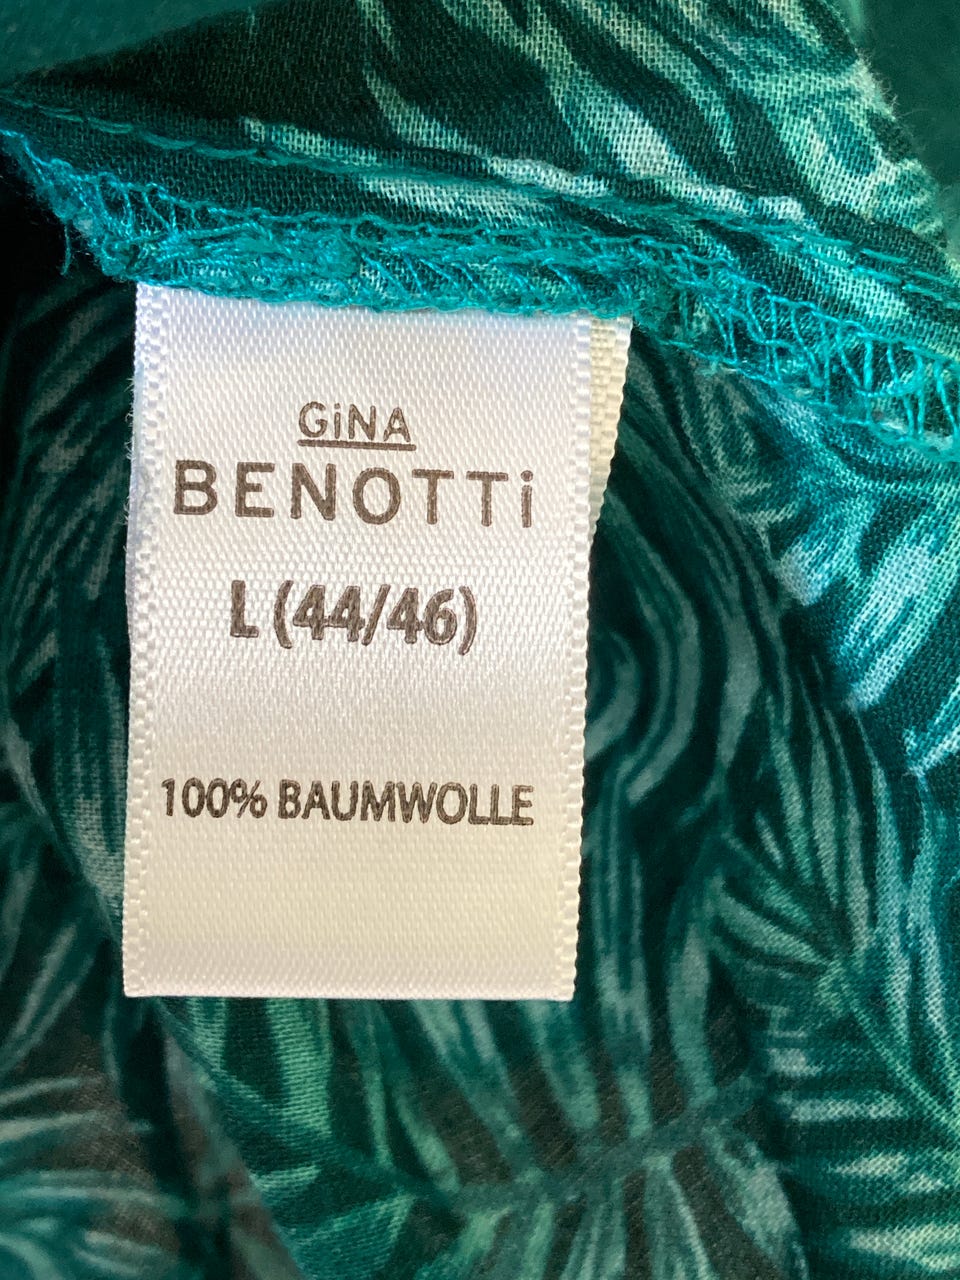 GiNA
BENOTTi
L (44/46)
100% BAUMWOLLE